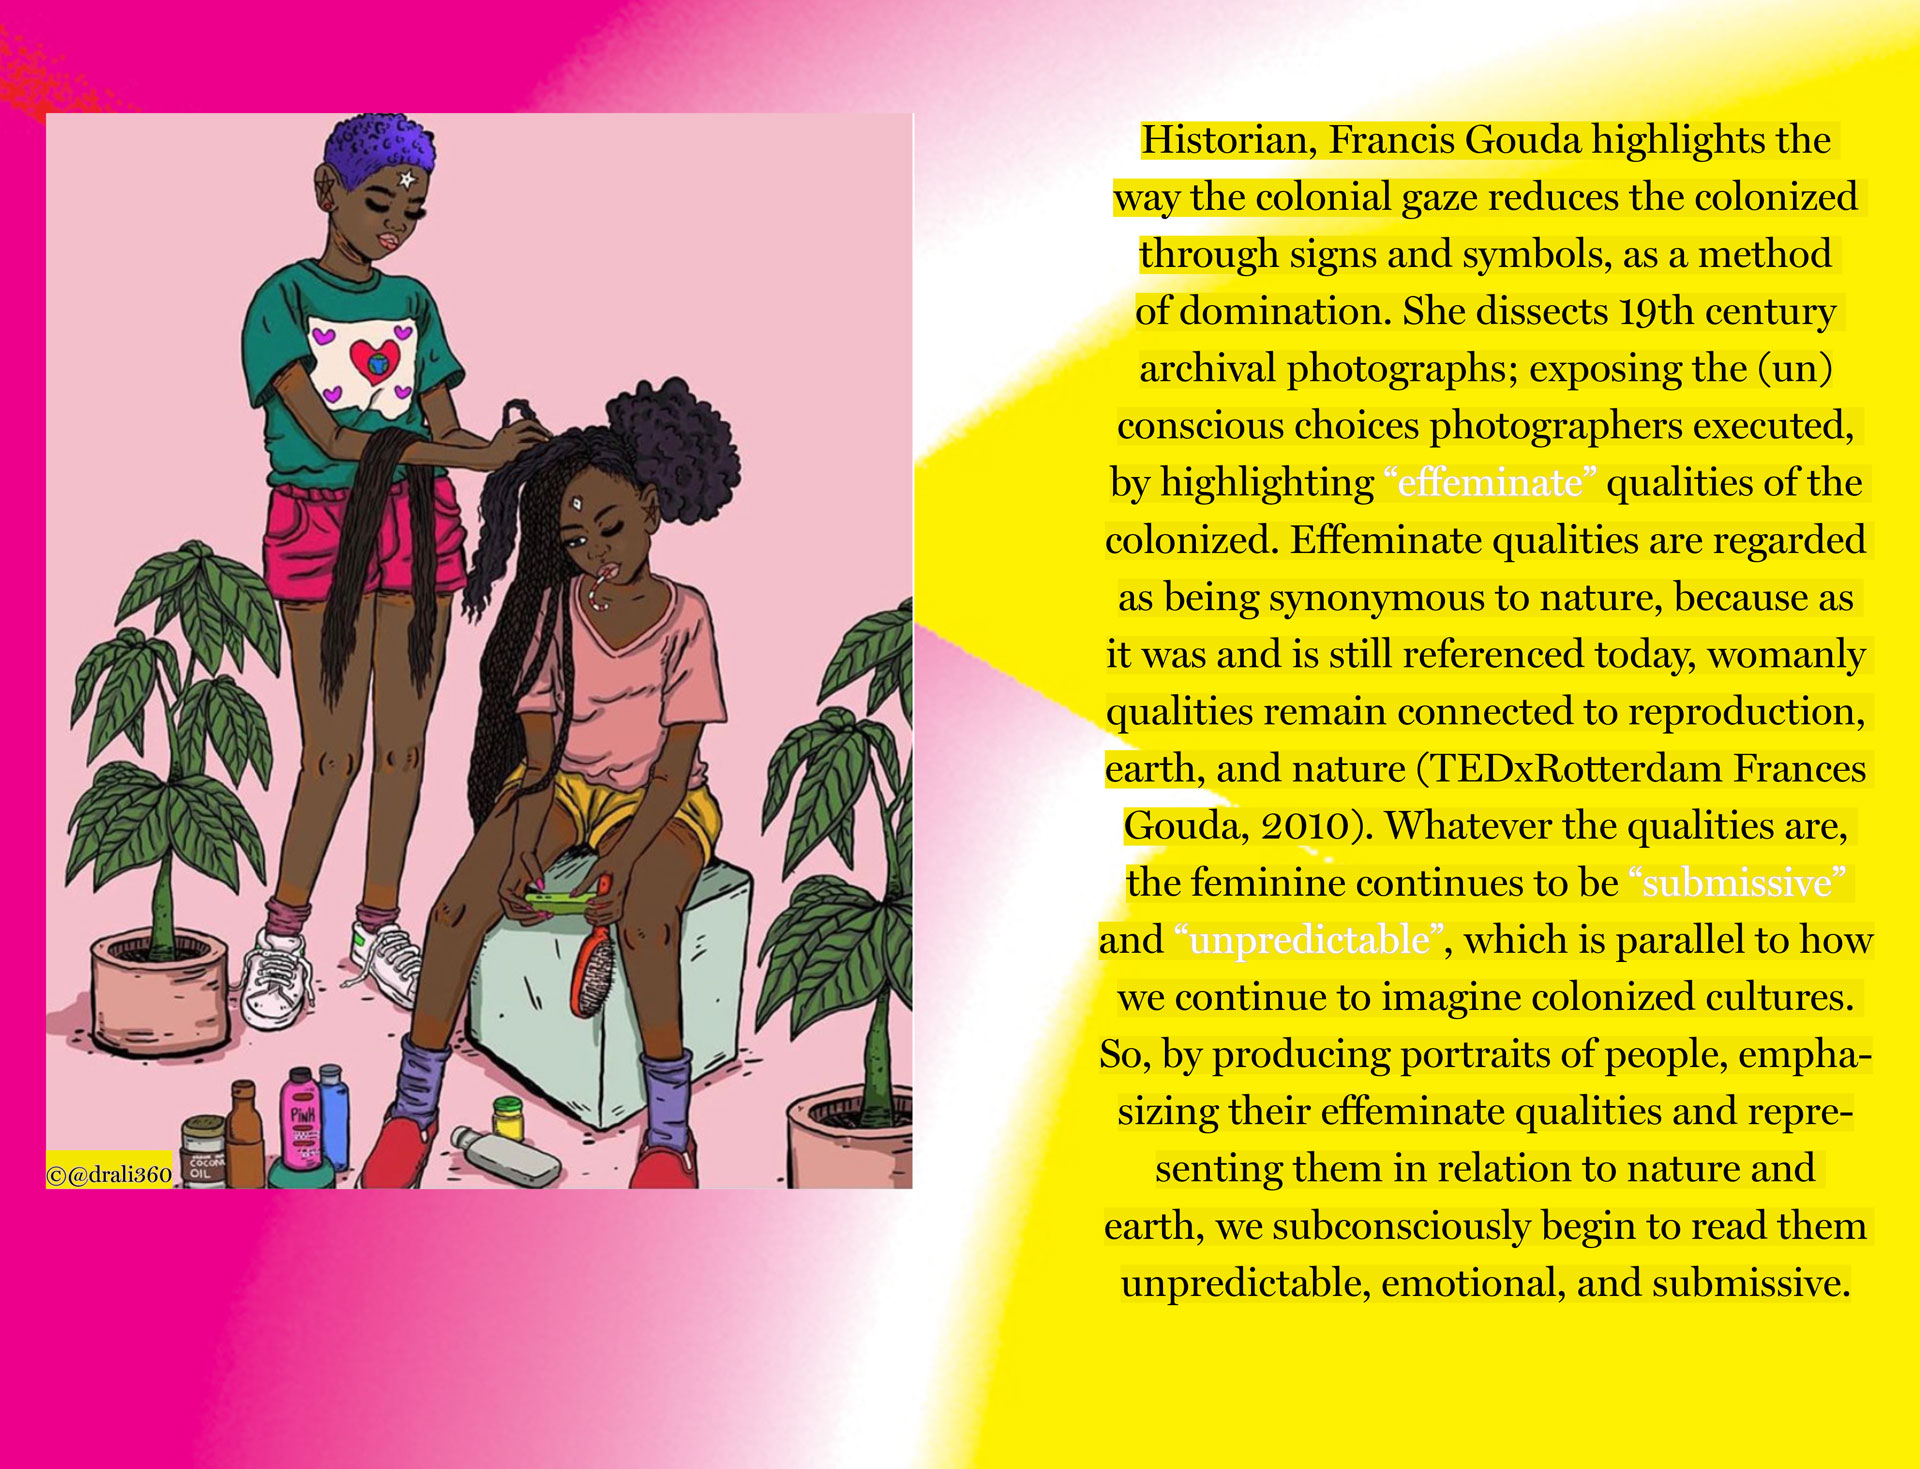 Historian, Francis Gouda highlights the
way the colonial gaze reduces the colonized
through signs and symbols, as a method
of domination. She dissects 19th century
archival photographs; exposing the (un)
conscious choices photographers executed,
by highlighting “effeminate” qualities of the
colonized. Effeminate qualities are regarded
as being synonymous to nature, because as
it was and is still referenced today, womanly
qualities remain connected to reproduction,
earth, and nature (TEDxRotterdam Frances
Gouda, 2010). Whatever the qualities are,
the feminine continues to be “submissive”
and “unpredictable”, which is parallel to how
we continue to imagine colonized cultures.
So, by producing portraits of people, empha-
sizing their effeminate qualities and repre-
senting them in relation to nature and
earth, we subconsciously begin to read them
unpredictable, emotional, and submissive.
PINK
COCONU
OIL
©@drali360